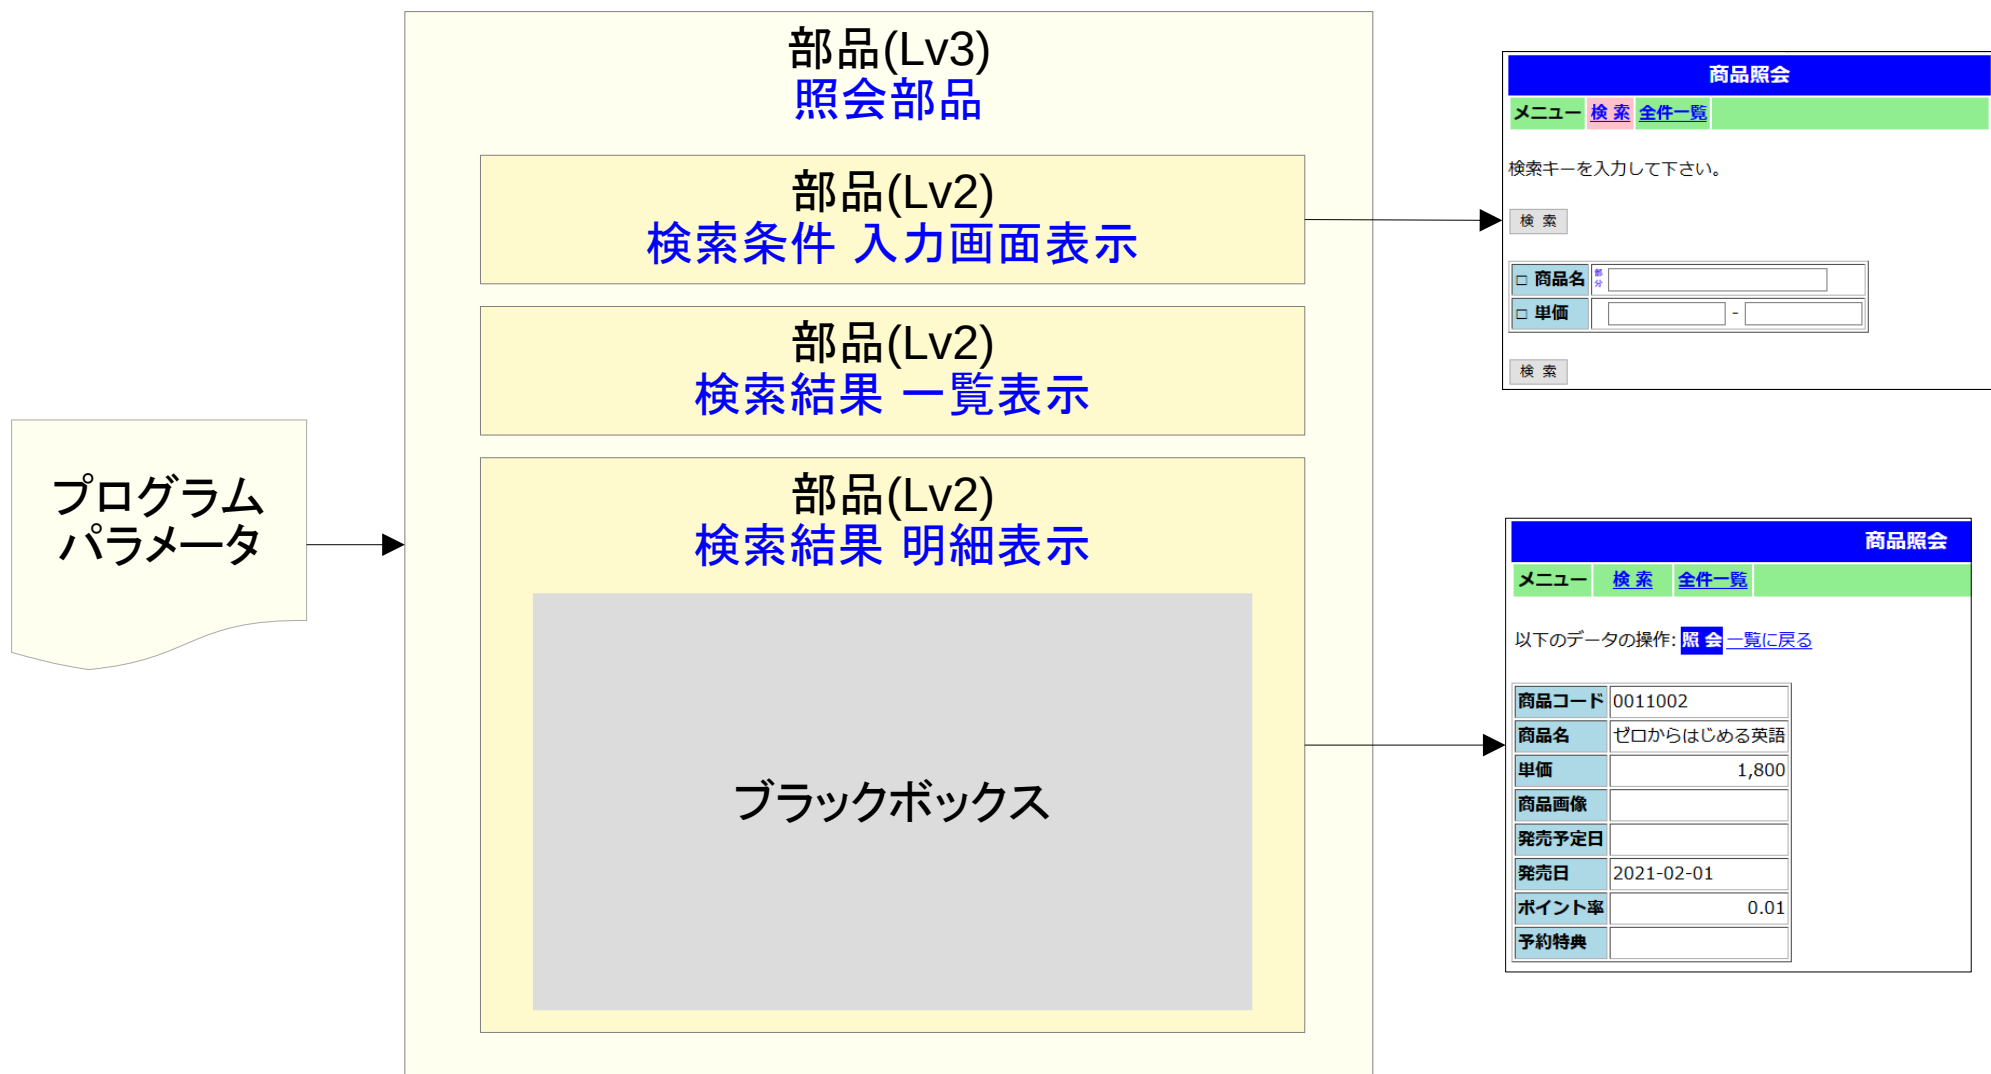 部品(Lv3)
照会部品
部品(Lv2)
検索条件 入力画面表示
部品(Lv2)
検索結果 一覧表示
部品(Lv2)
検索結果 明細表示
ブラックボックス
プログラム
パラメータ
商品照会
メニュー 検 索 全件一覧
検索キーを入力して下さい。
検 索
□ 商品名 部分
□ 単価 -
検 索
商品照会
メニュー 検 索 全件一覧
以下のデータの操作: 照 会 一覧に戻る
商品コード 0011002
商品名 ゼロからはじめる英語
単価 1,800
商品画像
発売予定日
発売日 2021-02-01
ポイント率 0.01
予約特典